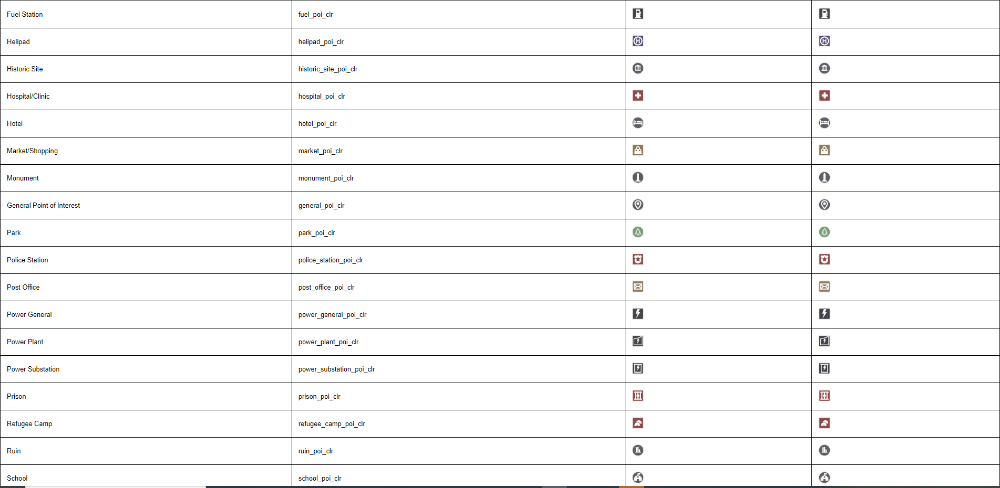 Fuel Station fuel_poi_clr
Helipad helipad_poi_clr
Historic Site historic_site_poi_clr
Hospital/Clinic hospital_poi_clr
Hotel hotel_poi_clr
Market/Shopping market_poi_clr
Monument monument_poi_clr
General Point of Interest general_poi_clr
Park park_poi_clr
Police Station police_station_poi_clr
Post Office post_office_poi_clr
Power General power_general_poi_clr
Power Plant power_plant_poi_clr
Power Substation power_substation_poi_clr
Prison prison_poi_clr
Refugee Camp refugee_camp_poi_clr
Ruin ruin_poi_clr
School school_poi_clr